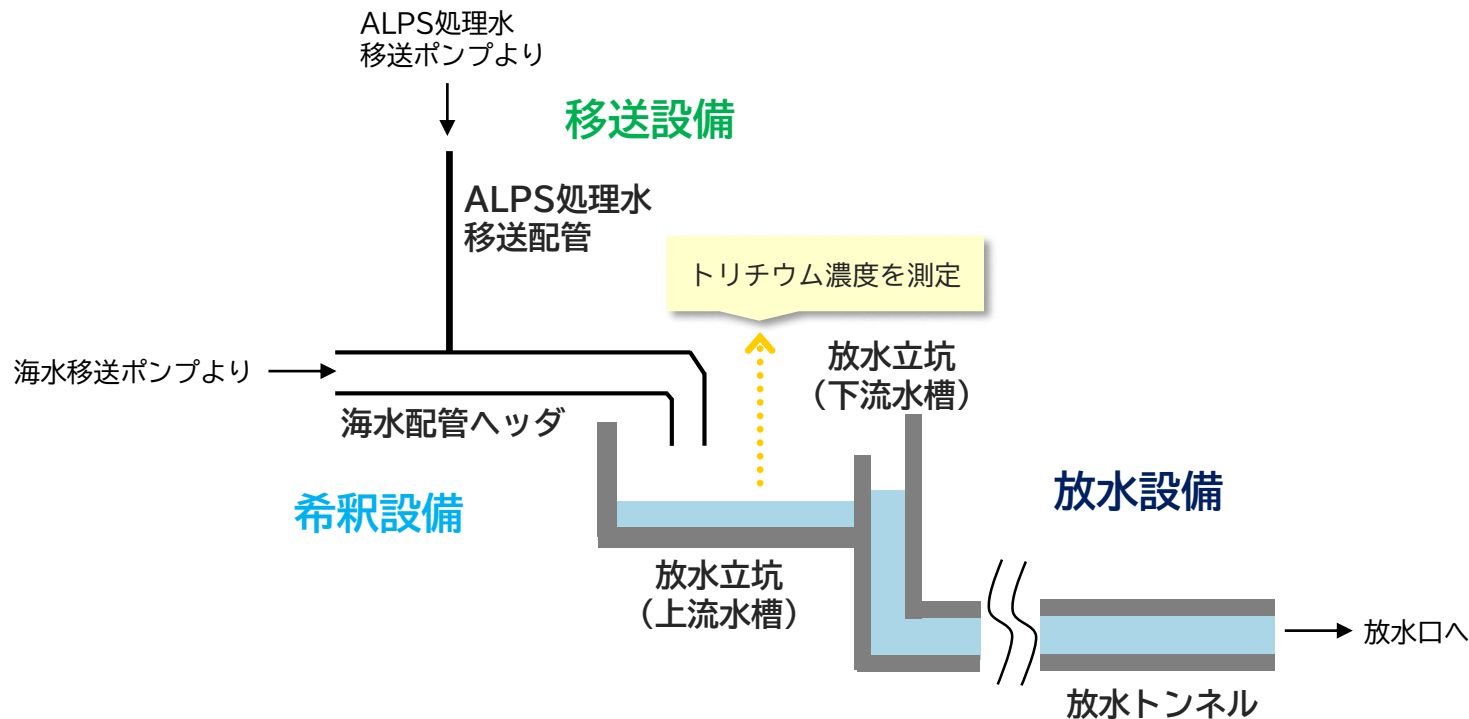 ALPS処理水
移送ポンプより
移送設備
ALPS処理水
移送配管
トリチウム濃度を測定
放水立坑
（下流水槽）
海水移送ポンプより
海水配管ヘッダ
希釈設備
放水設備
放水立坑
（上流水槽）
放水口へ
放水トンネル